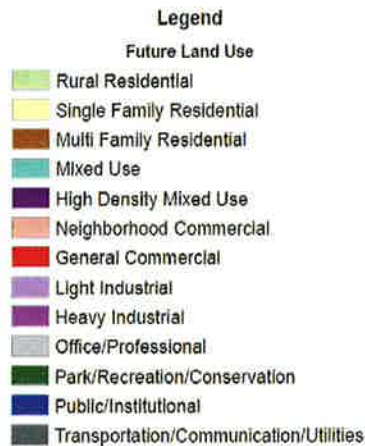 Legend
Future Land Use
Rural Residential
Single Family Residential
Multi Family Residential
Mixed Use
High Density Mixed Use
Neighborhood Commercial
General Commercial
Light Industrial
Heavy Industrial
Office/Professional
Park/Recreation/Conservation
Public/Institutional
Transportation/Communication/Utilities